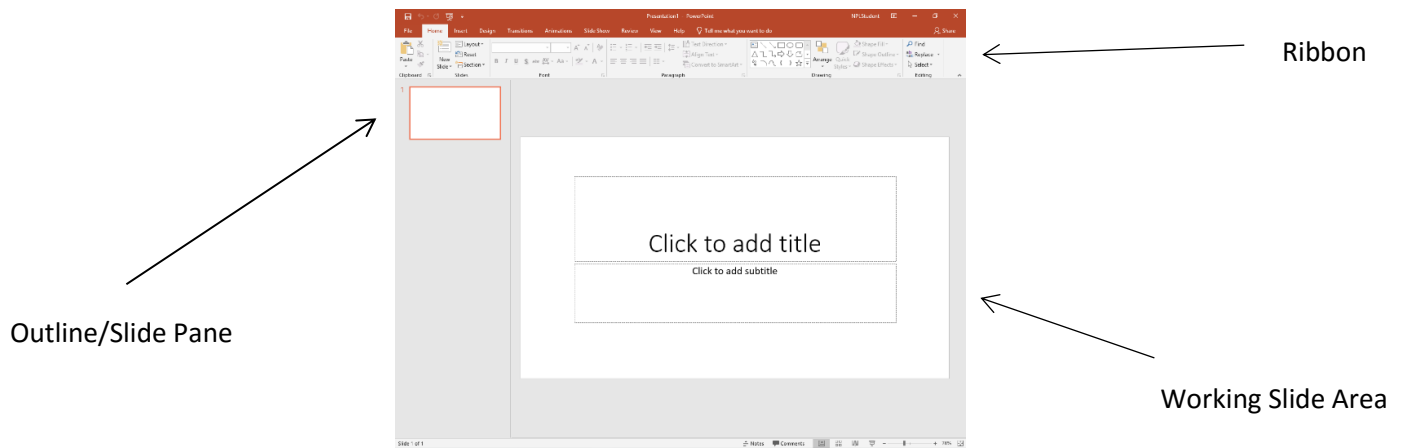 Presentation1 - PowerPoint
NPLStudent
File Home Insert Design Transitions Animations Slide Show Review View Help Tell me what you want to do
Share
Paste
New Slide
Layout
Reset
Section
Text Direction
Align Text
Convert to SmartArt
Arrange
Quick Styles
Shape Fill
Shape Outline
Shape Effects
Find
Replace
Select
Clipboard Slides Font Paragraph Drawing Editing
Ribbon
1
Click to add title
Click to add subtitle
Outline/Slide Pane
Working Slide Area
Slide 1 of 1
Notes Comments